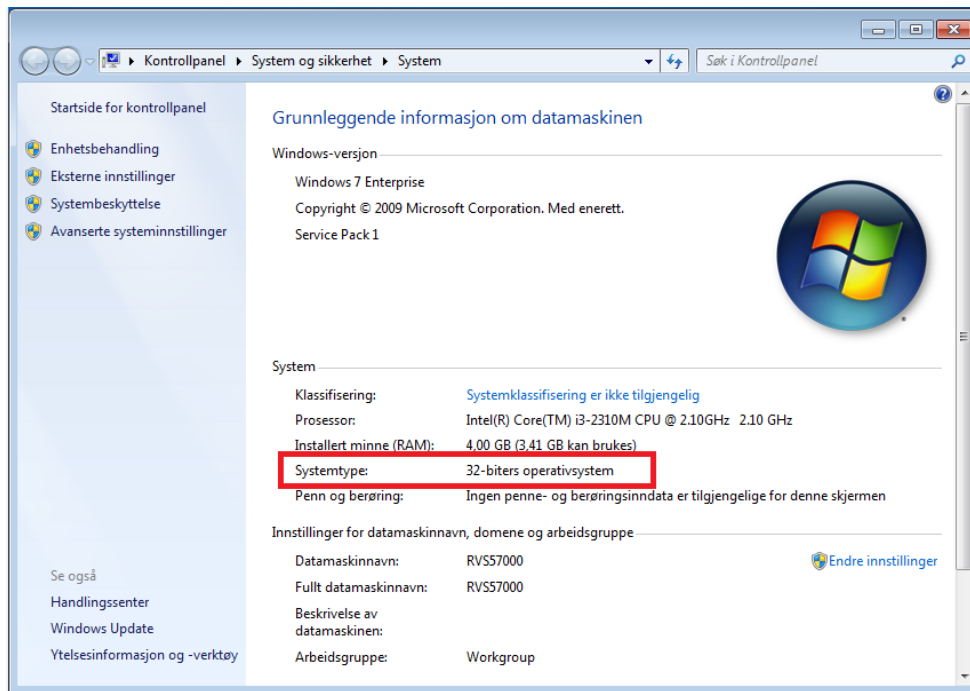 Kontrollpanel System og sikkerhet System
Søk i Kontrollpanel
Startside for kontrollpanel
Enhetsbehandling
Eksterne innstillinger
Systembeskyttelse
Avanserte systeminnstillinger
Se også
Handlingssenter
Windows Update
Ytelsesinformasjon og -verktøy
Grunnleggende informasjon om datamaskinen
Windows-versjon
Windows 7 Enterprise
Copyright © 2009 Microsoft Corporation. Med enerett.
Service Pack 1
System
Klassifisering: Systemklassifisering er ikke tilgjengelig
Prosessor: Intel(R) Core(TM) i3-2310M CPU @ 2.10GHz 2.10 GHz
Installert minne (RAM): 4,00 GB (3,41 GB kan brukes)
Systemtype: 32-biters operativsystem
Penn og berøring: Ingen penne- og berøringsinndata er tilgjengelige for denne skjermen
Innstillinger for datamaskinnavn, domene og arbeidsgruppe
Datamaskinnavn: RVS57000 Endre innstillinger
Fullt datamaskinnavn: RVS57000
Beskrivelse av
datamaskinen:
Arbeidsgruppe: Workgroup